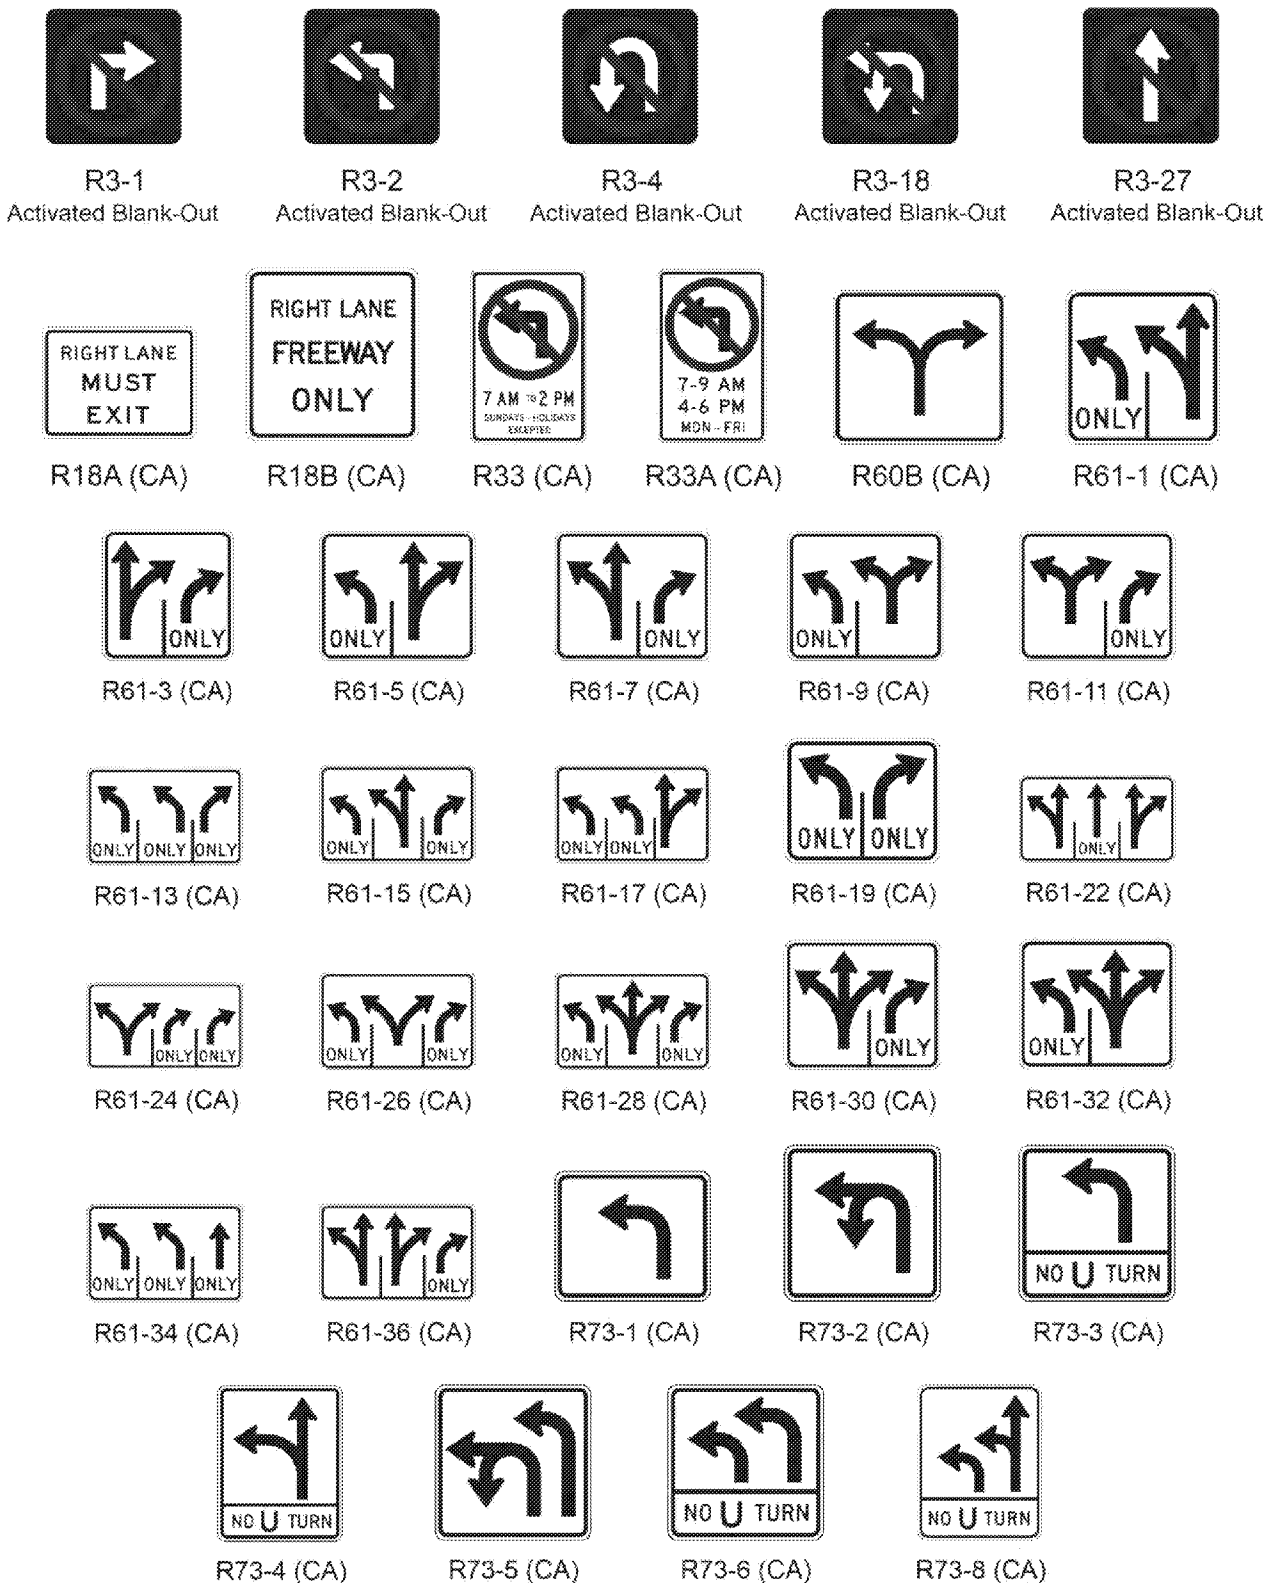 R3-1
Activated Blank-Out
R3-2
Activated Blank-Out
R3-4
Activated Blank-Out
R3-18
Activated Blank-Out
R3-27
Activated Blank-Out
RIGHT LANE
MUST
EXIT
R18A (CA)
RIGHT LANE
FREEWAY
ONLY
R18B (CA)
7 AM TO 2 PM
SUNDAYS - HOLIDAYS
EXCEPTED
R33 (CA)
7-9 AM
4-6 PM
MON - FRI
R33A (CA)
R60B (CA)
ONLY
R61-1 (CA)
ONLY
R61-3 (CA)
ONLY
R61-5 (CA)
ONLY
R61-7 (CA)
ONLY
R61-9 (CA)
ONLY
R61-11 (CA)
ONLY ONLY ONLY
R61-13 (CA)
ONLY ONLY
R61-15 (CA)
ONLY ONLY
R61-17 (CA)
ONLY ONLY
R61-19 (CA)
ONLY
R61-22 (CA)
ONLY ONLY
R61-24 (CA)
ONLY ONLY
R61-26 (CA)
ONLY ONLY
R61-28 (CA)
ONLY
R61-30 (CA)
ONLY
R61-32 (CA)
ONLY ONLY ONLY
R61-34 (CA)
ONLY
R61-36 (CA)
R73-1 (CA)
R73-2 (CA)
NO U TURN
R73-3 (CA)
NO U TURN
R73-4 (CA)
R73-5 (CA)
NO U TURN
R73-6 (CA)
NO U TURN
R73-8 (CA)